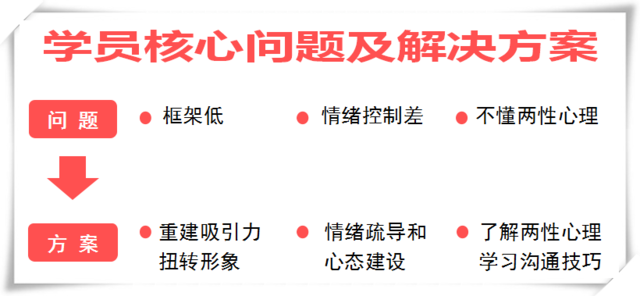 学员核心问题及解决方案
问题
框架低
情绪控制差
不懂两性心理
方案
重建吸引力
扭转形象
情绪疏导和
心态建设
了解两性心理
学习沟通技巧